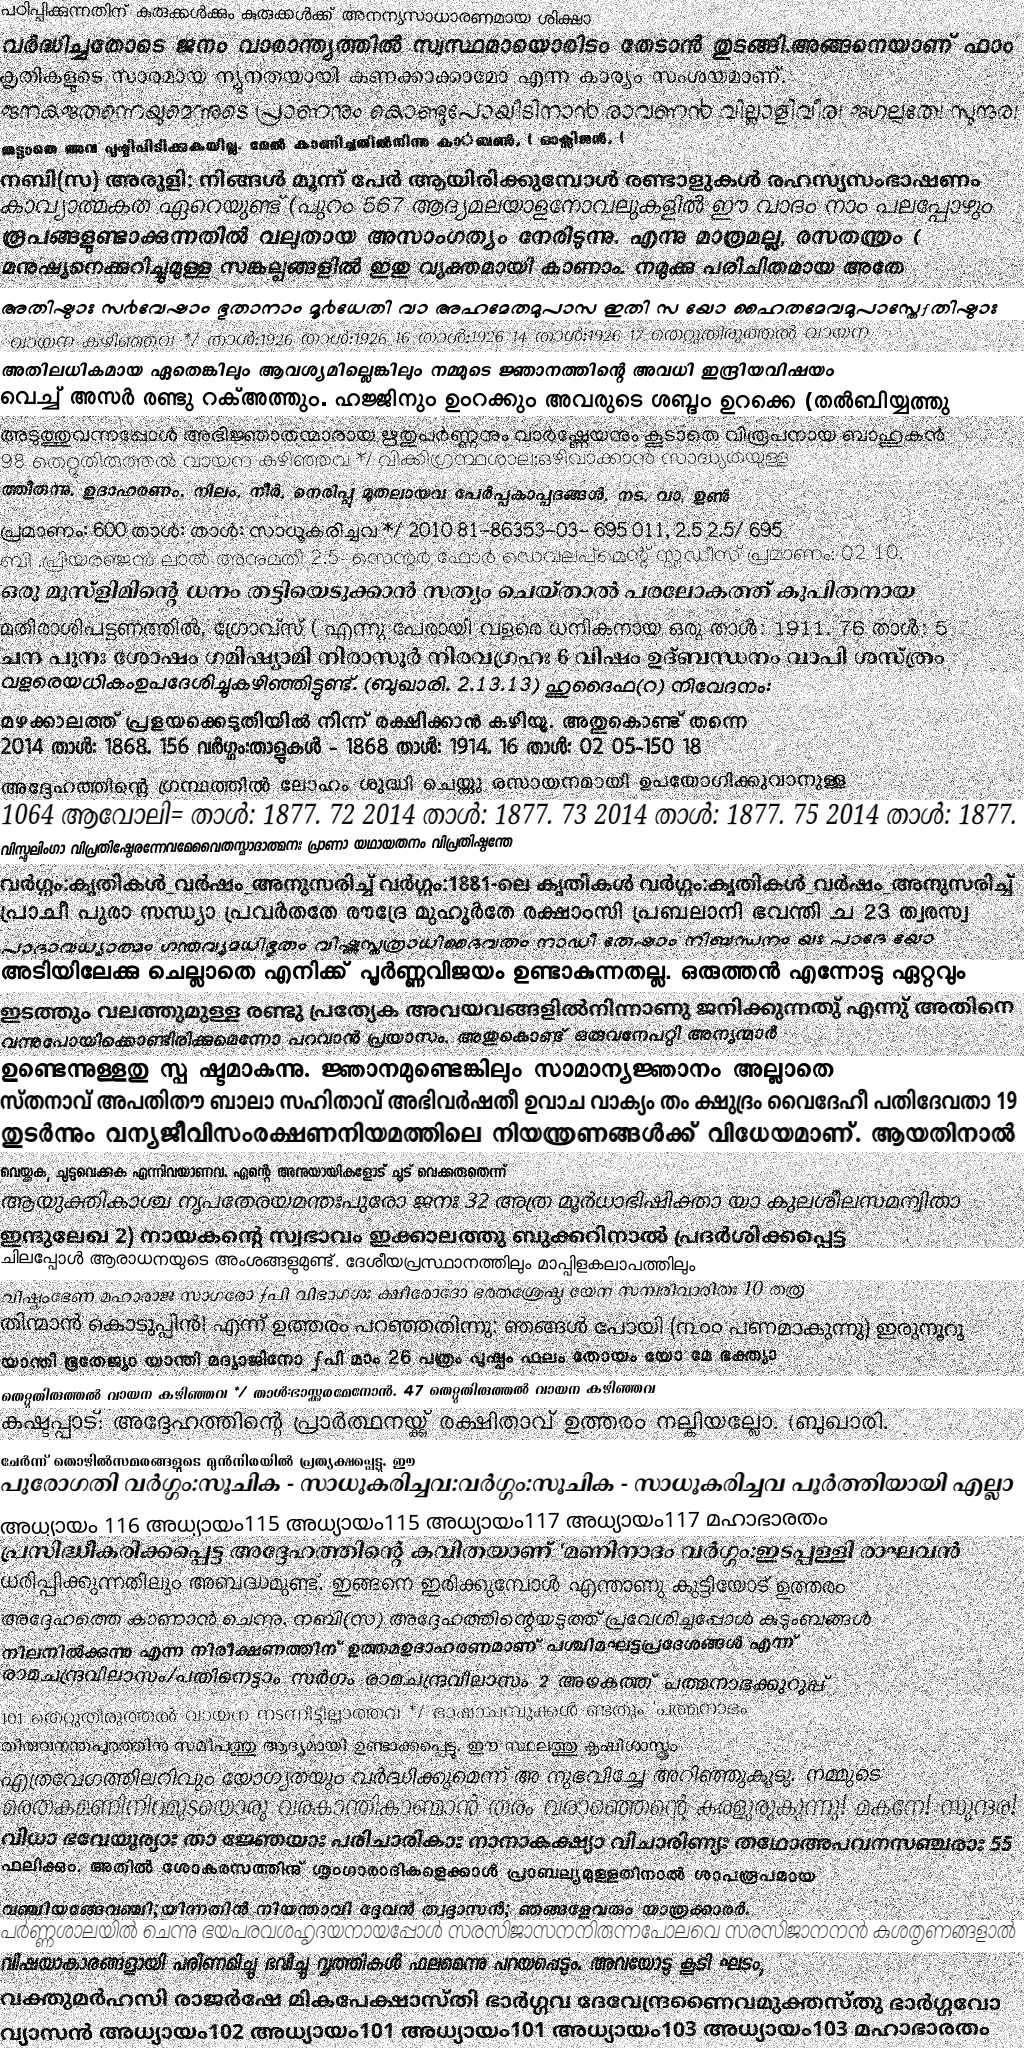 പഠിപ്പിക്കുന്നതിന് കുരുക്കൾക്കും കുരുക്കൾക്ക് അനന്യസാധാരണമായ ശിക്ഷാ
വർദ്ധിച്ചതോടെ ജനം വാരാന്ത്യത്തിൽ സ്വസ്ഥമായൊരിടം തേടാൻ തുടങ്ങി.അങ്ങനെയാണ് ഫാം
കൃതികളുടെ സാരമായ ന്യൂനതയായി കണക്കാക്കാമോ എന്ന കാര്യം സംശയമാണ്.
ജനകജതന്നെയുമെന്നുടെ പ്രാണനും കൊണ്ടുപോയിടിനാൻ രാവണൻ വില്ലാളിവീര! ജഗല്പതേ! സുന്ദര!
തൊട്ടാതെ അവ വൃഷ്ടിപിടിക്കുകയില്ല. മേൽ കാണിച്ചതിൽനിന്നു കാർബൺ, ( ഓക്സിജൻ, (
നബി(സ) അരുളി: നിങ്ങൾ മൂന്ന് പേർ ആയിരിക്കുമ്പോൾ രണ്ടാളുകൾ രഹസ്യസംഭാഷണം
കാവ്യാത്മകത ഏറെയുണ്ട് (പുറം 567 ആദ്യമലയാളനോവലുകളിൽ ഈ വാദം നാം പലപ്പോഴും
രൂപങ്ങളുണ്ടാക്കുന്നതിൽ വലുതായ അസാംഗത്യം നേരിടുന്നു. എന്നു മാത്രമല്ല, രസതന്ത്രം (
മനുഷ്യനെക്കുറിച്ചുമുള്ള സങ്കല്പങ്ങളിൽ ഇതു വ്യക്തമായി കാണാം. നമുക്കു പരിചിതമായ അതേ
അതിഷ്ഠാഃ സർവേഷാം ഭൂതാനാം മൂർധേതി വാ അഹമേതമുപാസ ഇതി സ യോ ഹൈതമേവമുപാസ്തേƒതിഷ്ഠാഃ
വായന കഴിഞ്ഞവ */ താൾ:1926 താൾ:1926 16 താൾ:1926 14 താൾ:1926 17 തെറ്റുതിരുത്തൽ വായന
അതിലധികമായ ഏതെങ്കിലും ആവശ്യമില്ലെങ്കിലും നമ്മുടെ ജ്ഞാനത്തിന്റെ അവധി ഇന്ദ്രിയവിഷയം
വെച്ച് അസർ രണ്ടു റക്അത്തും. ഹജ്ജിനും ഉംറക്കും അവരുടെ ശബ്ദം ഉറക്കെ (തൽബിയ്യത്തു
അടുത്തുവന്നപ്പോൾ അഭിജ്ഞാതന്മാരായ ഋതുപർണ്ണനും വാർഷ്ണേയനും കൂടാതെ വിരൂപനായ ബാഹുകൻ
98 തെറ്റുതിരുത്തൽ വായന കഴിഞ്ഞവ */ വിക്കിഗ്രന്ഥശാല:ഒഴിവാക്കാൻ സാദ്ധ്യതയുള്ള
ത്തീരുന്നു. ഉദാഹരണം. നിലം, നീർ, നെരിപ്പു മുതലായവ പേർപ്പകാപ്പദങ്ങൾ. നട, വാ, ഉൺ
പ്രമാണം: 600 താൾ: താൾ: സാധൂകരിച്ചവ */ 2010 81-86353-03- 695 011, 2.5 2.5/ 695
ബി .പ്രിയരഞ്ജൻ ലാൽ അനുമതി 2.5- സെന്റർ ഫോർ ഡെവലപ്മെന്റ് സ്റ്റഡീസ് പ്രമാണം: 02 10.
ഒരു മുസ്ളിമിന്റെ ധനം തട്ടിയെടുക്കാൻ സത്യം ചെയ്താൽ പരലോകത്ത് കുപിതനായ
മതിരാശിപട്ടണത്തിൽ, ഗ്രോവ്സ് ( എന്നു പേരായി വളരെ ധനികനായ ഒരു താൾ: 1911. 76 താൾ: 5
ചന പുനഃ ശോഷം ഗമിഷ്യാമി നിരാസുർ നിരവഗ്രഹഃ 6 വിഷം ഉദ്ബന്ധനം വാപി ശസ്ത്രം
വളരെയധികംഉപദേശിച്ചുകഴിഞ്ഞിട്ടുണ്ട്. (ബുഖാരി. 2.13.13) ഹുദൈഫ(റ) നിവേദനം:
മഴക്കാലത്ത് പ്രളയക്കെടുതിയിൽ നിന്ന് രക്ഷിക്കാൻ കഴിയൂ. അതുകൊണ്ട് തന്നെ
2014 താൾ: 1868. 156 വർഗ്ഗം:താളുകൾ - 1868 താൾ: 1914. 16 താൾ: 02 05-150 18
അദ്ദേഹത്തിന്റെ ഗ്രന്ഥത്തിൽ ലോഹം ശുദ്ധി ചെയ്തു രസായനമായി ഉപയോഗിക്കുവാനുള്ള
1064 ആവോലി= താൾ: 1877. 72 2014 താൾ: 1877. 73 2014 താൾ: 1877. 75 2014 താൾ: 1877.
വിസ്ഫുലിംഗാ വിപ്രതിഷ്ഠേരന്നേവമേവൈതസ്മാദാത്മനഃ പ്രാണാ യഥായതനം വിപ്രതിഷ്ഠന്തേ
വർഗ്ഗം:കൃതികൾ_വർഷം_അനുസരിച്ച് വർഗ്ഗം:1881-ലെ കൃതികൾ വർഗ്ഗം:കൃതികൾ_വർഷം_അനുസരിച്ച്
പ്രാചീ പുരാ സന്ധ്യാ പ്രവർതതേ രൗദ്രേ മുഹൂർതേ രക്ഷാംസി പ്രബലാനി ഭവന്തി ച 23 ത്വരസ്വ
പാദാവധ്യാത്മം ഗന്തവ്യമധിഭൂതം വിഷ്ണുസ്തത്രാധിദൈവതം നാഡീ തേഷാം നിബന്ധനം യഃ പാദേ യോ
അടിയിലേക്കു ചെല്ലാതെ എനിക്ക് പൂർണ്ണവിജയം ഉണ്ടാകുന്നതല്ല. ഒരുത്തൻ എന്നോടു ഏറ്റവും
ഇടത്തും വലത്തുമുള്ള രണ്ടു പ്രത്യേക അവയവങ്ങളിൽനിന്നാണു ജനിക്കുന്നതു് എന്നു് അതിനെ
വന്നുപോയിക്കൊണ്ടിരിക്കുമെന്നോ പറവാൻ പ്രയാസം. അതുകൊണ്ട് ഒരുവനേപറ്റി അന്യന്മാർ
ഉണ്ടെന്നുള്ളതു സ്പ ഷ്ടമാകുന്നു. ജ്ഞാനമുണ്ടെങ്കിലും സാമാന്യജ്ഞാനം അല്ലാതെ
സ്തനാവ് അപതിതൗ ബാലാ സഹിതാവ് അഭിവർഷതീ ഉവാച വാക്യം തം ക്ഷുദ്രം വൈദേഹീ പതിദേവതാ 19
തുടർന്നും വന്യജീവിസംരക്ഷണനിയമത്തിലെ നിയന്ത്രണങ്ങൾക്ക് വിധേയമാണ്. ആയതിനാൽ
വെയ്ക്കുക, ചൂടുവെക്കുക എന്നിവയാണവ. എന്റെ അനുയായികളോട് ചൂട് വെക്കരുതെന്ന്
ആയുക്തികാശ്ച നൃപതേരയമന്തഃപുരോ ജനഃ 32 അത്ര മൂർധാഭിഷിക്താ യാ കുലശീലസമന്വിതാ
ഇന്ദുലേഖ 2) നായകന്റെ സ്വഭാവം ഇക്കാലത്തു ബുക്കറിനാൽ പ്രദർശിക്കപ്പെട്ട
ചിലപ്പോൾ ആരാധനയുടെ അംശങ്ങളുമുണ്ട്. ദേശീയപ്രസ്ഥാനത്തിലും മാപ്പിളകലാപത്തിലും
വിഷ്ടംഭേണ മഹാരാജ സാഗരോ ƒപി വിഭാഗശഃ ക്ഷീരോദോ ഭരതശ്രേഷ്ഠ യേന സമ്പരിവാരിതഃ 10 തത്ര
തിന്മാൻ കൊടുപ്പിൻ! എന്ന് ഉത്തരം പറഞ്ഞതിന്നു: ഞങ്ങൾ പോയി (൩൦൦ പണമാകുന്നു) ഇരുന്നൂറു
യാന്തി ഭൂതേജ്യാ യാന്തി മദ്യാജിനോ ƒപി മാം 26 പത്രം പുഷ്പം ഫലം തോയം യോ മേ ഭക്ത്യാ
തെറ്റുതിരുത്തൽ വായന കഴിഞ്ഞവ */ താൾ:ഭാസ്ക്കരമേനോൻ. 47 തെറ്റുതിരുത്തൽ വായന കഴിഞ്ഞവ
കഷ്ടപ്പാട്: അദ്ദേഹത്തിന്റെ പ്രാർത്ഥനയ്ക്ക് രക്ഷിതാവ് ഉത്തരം നല്കിയല്ലോ. (ബുഖാരി.
ചേർന്ന് തൊഴിൽസമരങ്ങളുടെ മുൻനിരയിൽ പ്രത്യക്ഷപ്പെട്ടു. ഈ
പുരോഗതി വർഗ്ഗം:സൂചിക - സാധൂകരിച്ചവ:വർഗ്ഗം:സൂചിക - സാധൂകരിച്ചവ പൂർത്തിയായി എല്ലാ
അധ്യായം 116 അധ്യായം115 അധ്യായം115 അധ്യായം117 അധ്യായം117 മഹാഭാരതം
പ്രസിദ്ധീകരിക്കപ്പെട്ട അദ്ദേഹത്തിന്റെ കവിതയാണ് 'മണിനാദം വർഗ്ഗം:ഇടപ്പള്ളി രാഘവൻ
ധരിപ്പിക്കുന്നതിലും അബദ്ധമുണ്ട്. ഇങ്ങനെ ഇരിക്കുമ്പോൾ എന്താണു കുട്ടിയോട് ഉത്തരം
അദ്ദേഹത്തെ കാണാൻ ചെന്നു. നബി(സ) അദ്ദേഹത്തിന്റെയടുത്ത് പ്രവേശിച്ചപ്പോൾ കുടുംബങ്ങൾ
നിലനിൽക്കുന്നു എന്ന നിരീക്ഷണത്തിന് ഉത്തമഉദാഹരണമാണ് പശ്ചിമഘട്ടപ്രദേശങ്ങൾ എന്ന്
രാമചന്ദ്രവിലാസം/പതിനെട്ടാം സർഗം രാമചന്ദ്രവിലാസം 2 അഴകത്ത് പത്മനാഭക്കുറുപ്പ്
101 തെറ്റുതിരുത്തൽ വായന നടന്നിട്ടില്ലാത്തവ */ ഭാഷാചമ്പുക്കൾ ണ്ടതും പത്മനാഭം
തിരുവനന്തപുരത്തിനു സമീപത്തു ആദ്യമായി ഉണ്ടാക്കപ്പെട്ടു. ഈ സ്ഥലത്തു കൃഷിശാസ്ത്രം
എത്രവേഗത്തിലറിവും യോഗ്യതയും വർദ്ധിക്കുമെന്ന് അ നുഭവിച്ചേ അറിഞ്ഞുകൂടൂ. നമ്മുടെ
മരതകമണിനിറമുടയൊരു വരകാന്തികാണ്മാൻ തരം വരാഞ്ഞെന്റെ കരളുരുകുന്നു! മകനേ! സുന്ദര!
വിധാ ഭവേയുര്യാഃ താ ജ്ഞേയാഃ പരിചാരികാഃ നാനാകക്ഷ്യാ വിചാരിണ്യഃ തഥോഅപവനസഞ്ചരാഃ 55
ഫലിക്കും. അതിൽ ശോകരസത്തിനു് ശൃംഗാരാദികളെക്കാൾ പ്രാബല്യമുള്ളതിനാൽ ശാപരൂപമായ
വഞ്ചിയങ്ങേവഞ്ചി;യിന്നതിൻ നിയന്താവി ദ്ദേവൻ ത്വദ്ദാസൻ; ഞങ്ങളേവരും യാത്രക്കാരർ.
പർണ്ണശാലയിൽ ചെന്നു ഭയപരവശഹൃദയനായപ്പോൾ സരസിജാസനനിരുന്നപോലവെ സരസിജാനനൻ കുശതൃണങ്ങളാൽ
വിഷയാകാരങ്ങളായി പരിണമിച്ചു ഭവിച്ചു വൃത്തികൾ ഫലമെന്നു പറയപ്പെടും. അവയോടു കൂടി ഘടം,
വക്തുമർഹസി രാജർഷേ മികപേക്ഷാസ്തി ഭാർഗ്ഗവ ദേവേന്ദ്രണൈവമുക്തസ്തു ഭാർഗ്ഗവോ
വ്യാസൻ അധ്യായം102 അധ്യായം101 അധ്യായം101 അധ്യായം103 അധ്യായം103 മഹാഭാരതം